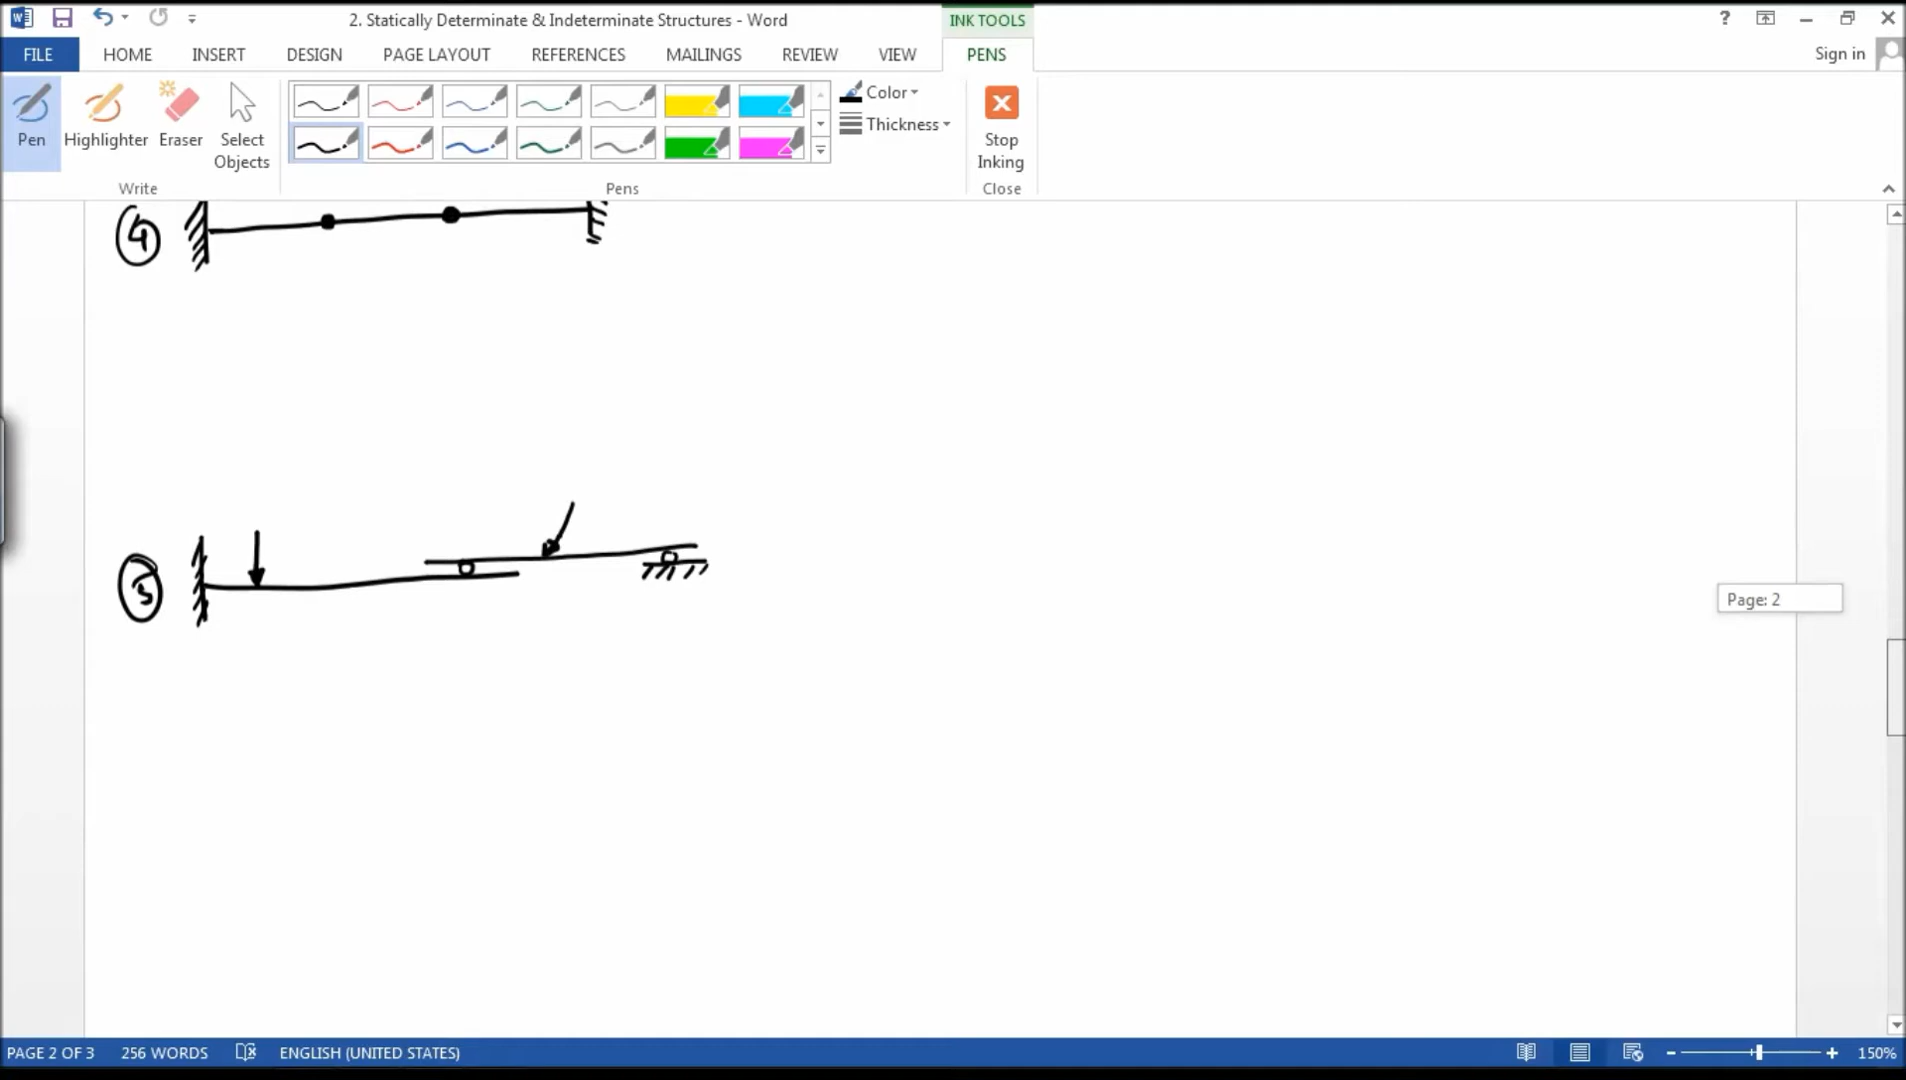 2. Statically Determinate & Indeterminate Structures - Word
INK TOOLS
?
FILE HOME INSERT DESIGN PAGE LAYOUT REFERENCES MAILINGS REVIEW VIEW PENS
Sign in
Pen Highlighter Eraser Select Objects
Color
Thickness
Stop Inking
Write Pens Close
4
5
Page: 2
PAGE 2 OF 3 256 WORDS ENGLISH (UNITED STATES) 150%